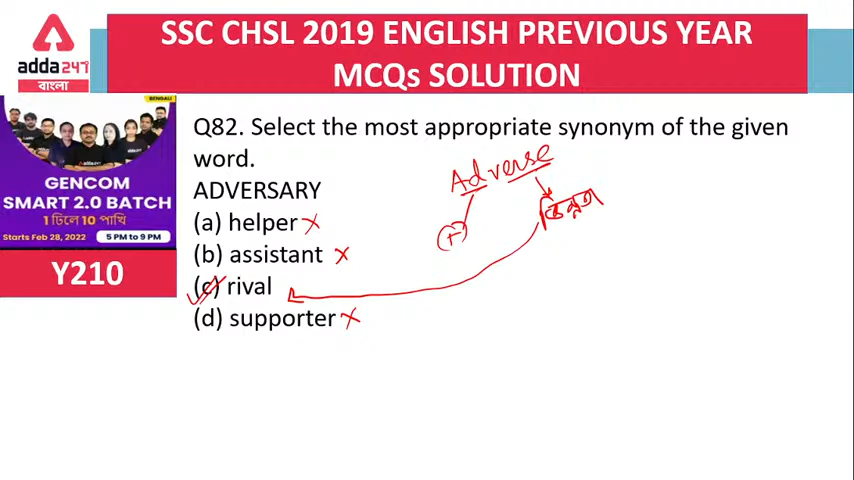 SSC CHSL 2019 ENGLISH PREVIOUS YEAR
MCQs SOLUTION
adda247
বাংলা
BENGALI
GENCOM
SMART 2.0 BATCH
1 ঢিলে 10 পাখি
Starts Feb 28, 2022 5 PM to 9 PM
Y210
Q82. Select the most appropriate synonym of the given
word.
ADVERSARY
(a) helper
(b) assistant
(c) rival
(d) supporter
Adverse
(+)